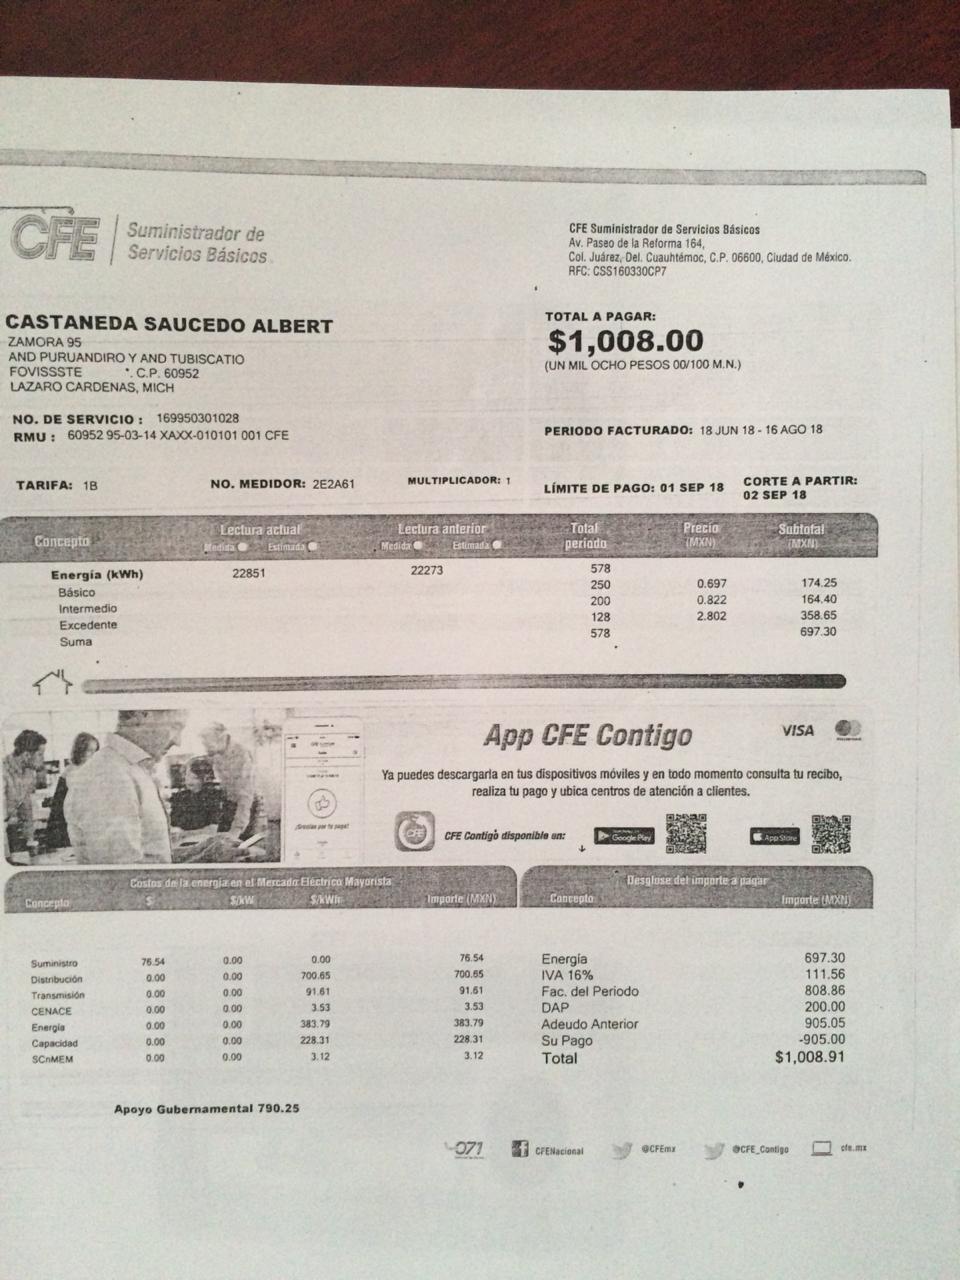 CFE
Suministrador de
Servicios Básicos
CFE Suministrador de Servicios Básicos
Av. Paseo de la Reforma 164,
Col. Juárez, Del. Cuauhtémoc, C.P. 06600, Ciudad de México.
RFC: CSS160330CP7
CASTANEDA SAUCEDO ALBERT
ZAMORA 95
AND PURUANDIRO Y AND TUBISCATIO
FOVISSSTE C.P. 60952
LAZARO CARDENAS, MICH
TOTAL A PAGAR:
$1,008.00
(UN MIL OCHO PESOS 00/100 M.N.)
NO. DE SERVICIO : 169950301028
RMU : 60952 95-03-14 XAXX-010101 001 CFE
PERIODO FACTURADO: 18 JUN 18 - 16 AGO 18
TARIFA: 1B NO. MEDIDOR: 2E2A61 MULTIPLICADOR: 1
LÍMITE DE PAGO: 01 SEP 18 CORTE A PARTIR:
02 SEP 18
Concepto Lectura actual Lectura anterior Total periodo Precio (MXN) Subtotal (MXN)
Medida Estimada Medida Estimada
Energía (kWh) 22851 22273 578
Básico 250 0.697 174.25
Intermedio 200 0.822 164.40
Excedente 128 2.802 358.65
Suma 578 697.30
App CFE Contigo
VISA
Ya puedes descargarla en tus dispositivos móviles y en todo momento consulta tu recibo,
realiza tu pago y ubica centros de atención a clientes.
¡Gracias por tu pago!
CFE
CFE Contigo disponible en:
Google Play
App Store
Costos de la energía en el Mercado Eléctrico Mayorista
Concepto $ $/kW $/kWh Importe (MXN)
Suministro 76.54 0.00 0.00 76.54
Distribución 0.00 0.00 700.65 700.65
Transmisión 0.00 0.00 91.61 91.61
CENACE 0.00 0.00 3.53 3.53
Energía 0.00 0.00 383.79 383.79
Capacidad 0.00 0.00 228.31 228.31
SCnMEM 0.00 0.00 3.12 3.12
Desglose del importe a pagar
Concepto Importe (MXN)
Energía 697.30
IVA 16% 111.56
Fac. del Periodo 808.86
DAP 200.00
Adeudo Anterior 905.05
Su Pago -905.00
Total $1,008.91
Apoyo Gubernamental 790.25
071 CFENacional @CFEmx @CFE_Contigo cfe.mx